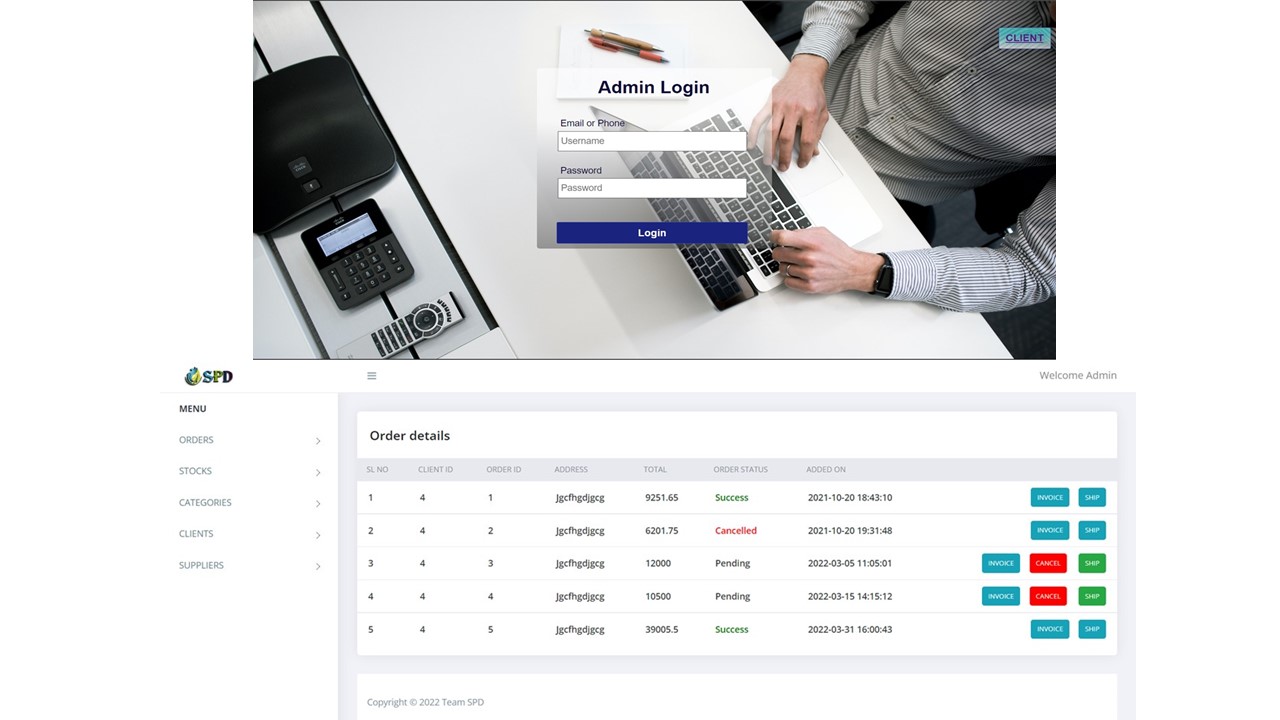 CLIENT
Admin Login
Email or Phone
Username
Password
Password
Login
SPD
Welcome Admin
MENU
ORDERS
STOCKS
CATEGORIES
CLIENTS
SUPPLIERS
Order details
SL NO CLIENT ID ORDER ID ADDRESS TOTAL ORDER STATUS ADDED ON
1 4 1 Jgcfhgdjgcg 9251.65 Success 2021-10-20 18:43:10 INVOICE SHIP
2 4 2 Jgcfhgdjgcg 6201.75 Cancelled 2021-10-20 19:31:48 INVOICE SHIP
3 4 3 Jgcfhgdjgcg 12000 Pending 2022-03-05 11:05:01 INVOICE CANCEL SHIP
4 4 4 Jgcfhgdjgcg 10500 Pending 2022-03-15 14:15:12 INVOICE CANCEL SHIP
5 4 5 Jgcfhgdjgcg 39005.5 Success 2022-03-31 16:00:43 INVOICE SHIP
Copyright © 2022 Team SPD